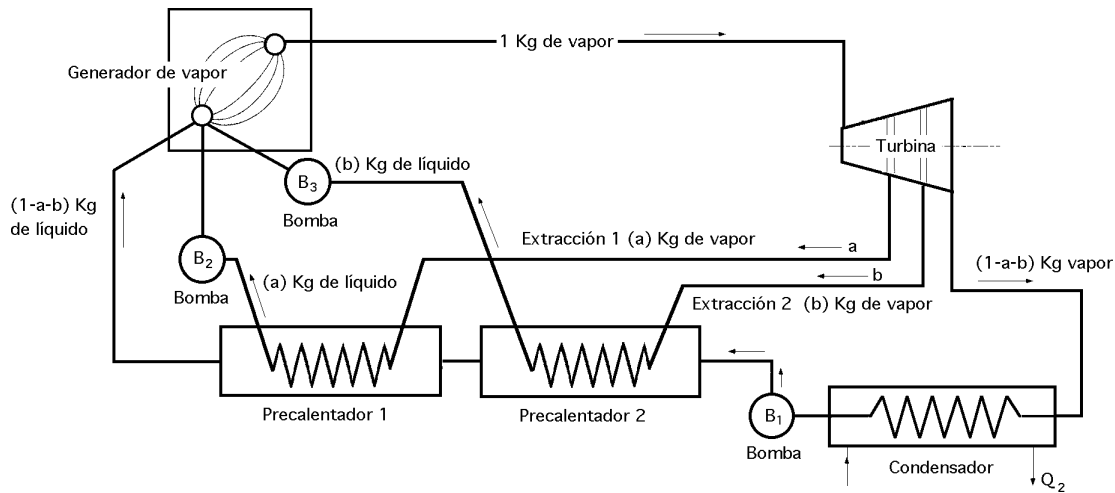 1 Kg de vapor
Generador de vapor
Turbina
(b) Kg de líquido
B3
Bomba
(1-a-b) Kg
de líquido
Extracción 1 (a) Kg de vapor
a
B2
Bomba
(a) Kg de líquido
b
(1-a-b) Kg vapor
Extracción 2 (b) Kg de vapor
Precalentador 1
Precalentador 2
B1
Bomba
Condensador
Q2